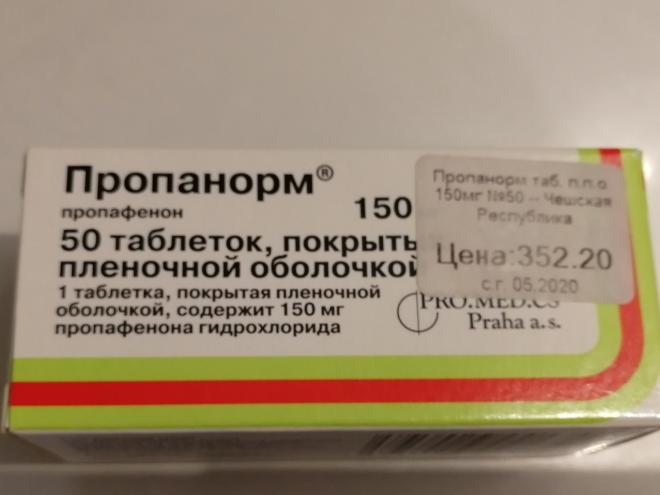 Пропанорм®
пропафенон
150
50 таблеток, покрыты
пленочной оболочкой
1 таблетка, покрытая пленочной
оболочкой, содержит 150 мг
пропафенона гидрохлорида
PRO.MED.CS
Praha a.s.
Пропанорм таб. п.п.о
150мг №50 -- Чешская
Республика
Цена:352.20
с.г. 05.2020